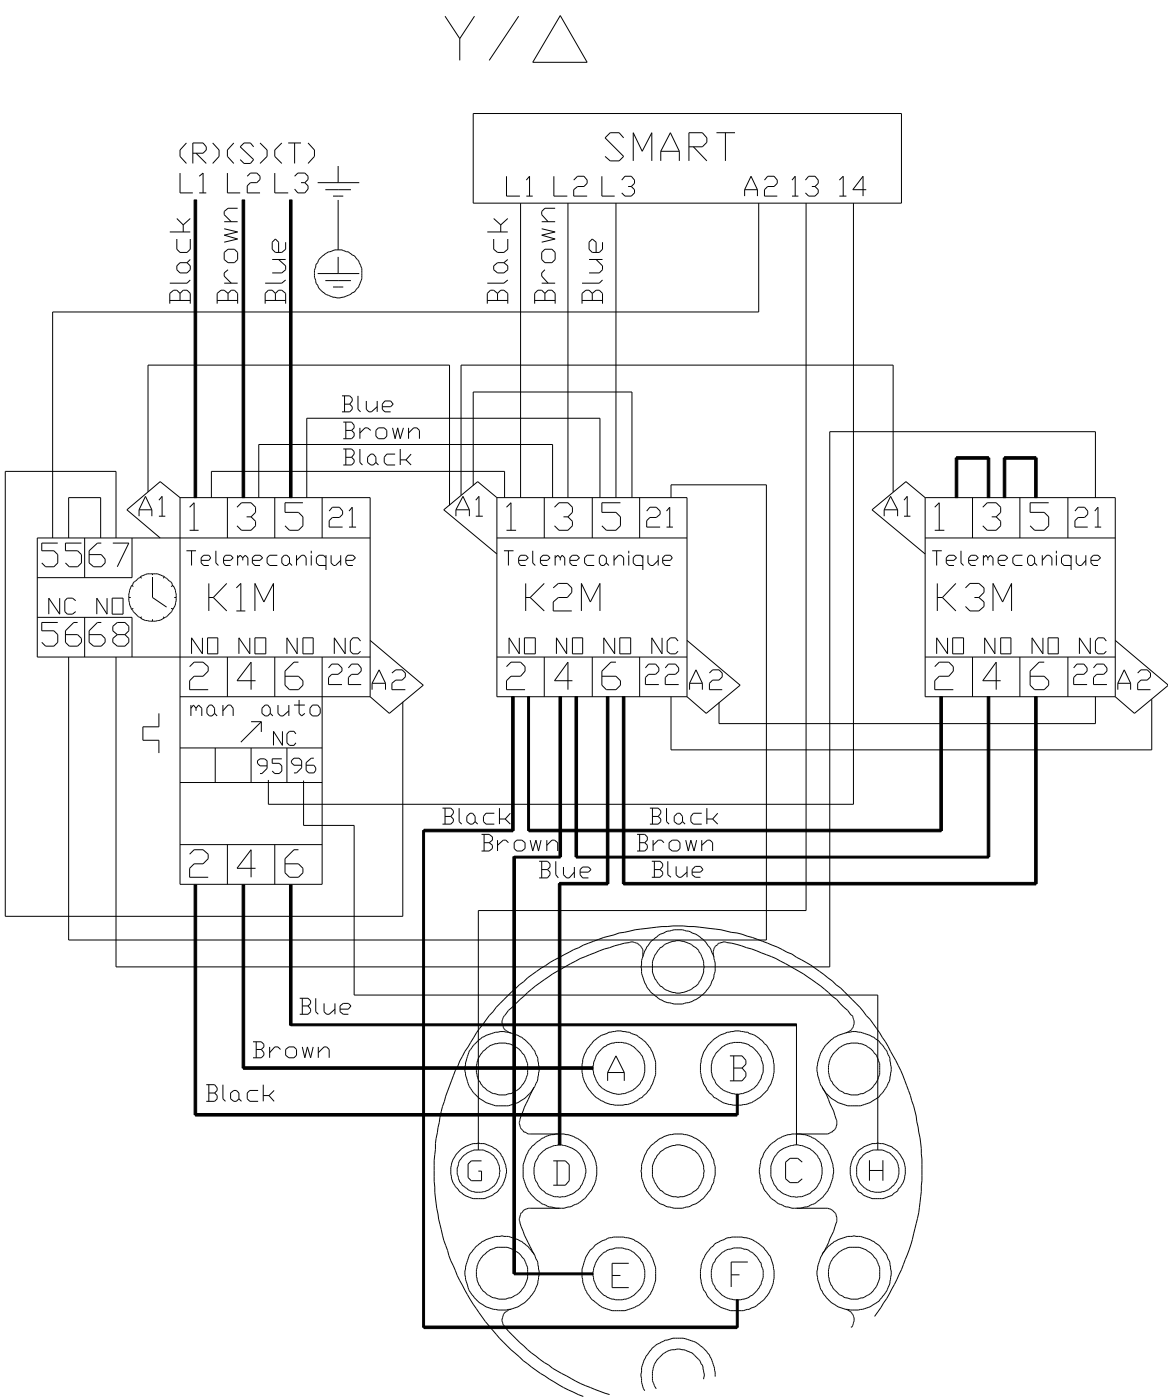 Y/△
SMART
(R)(S)(T)
L1 L2 L3
L1 L2 L3 A2 13 14
Black
Brown
Blue
Black
Brown
Blue
Blue
Brown
Black
A1
1 3 5 21
A1
1 3 5 21
A1
1 3 5 21
55 67
NC NO
56 68
Telemecanique
K1M
NO NO NO NC
2 4 6 22
A2
Telemecanique
K2M
NO NO NO NC
2 4 6 22
A2
Telemecanique
K3M
NO NO NO NC
2 4 6 22
A2
man auto
NC
95 96
2 4 6
Black
Black
Brown
Brown
Blue
Blue
Blue
Brown
Black
A B
G D C H
E F